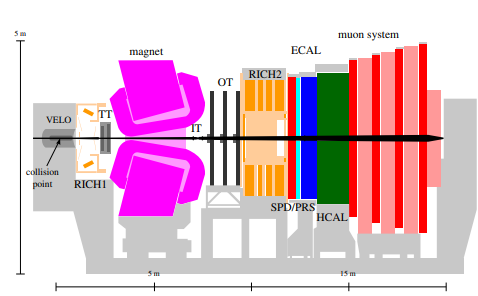 5 m
muon system
magnet
ECAL
RICH2
OT
VELO
TT
IT
collision
point
RICH1
SPD/PRS
HCAL
5 m
15 m